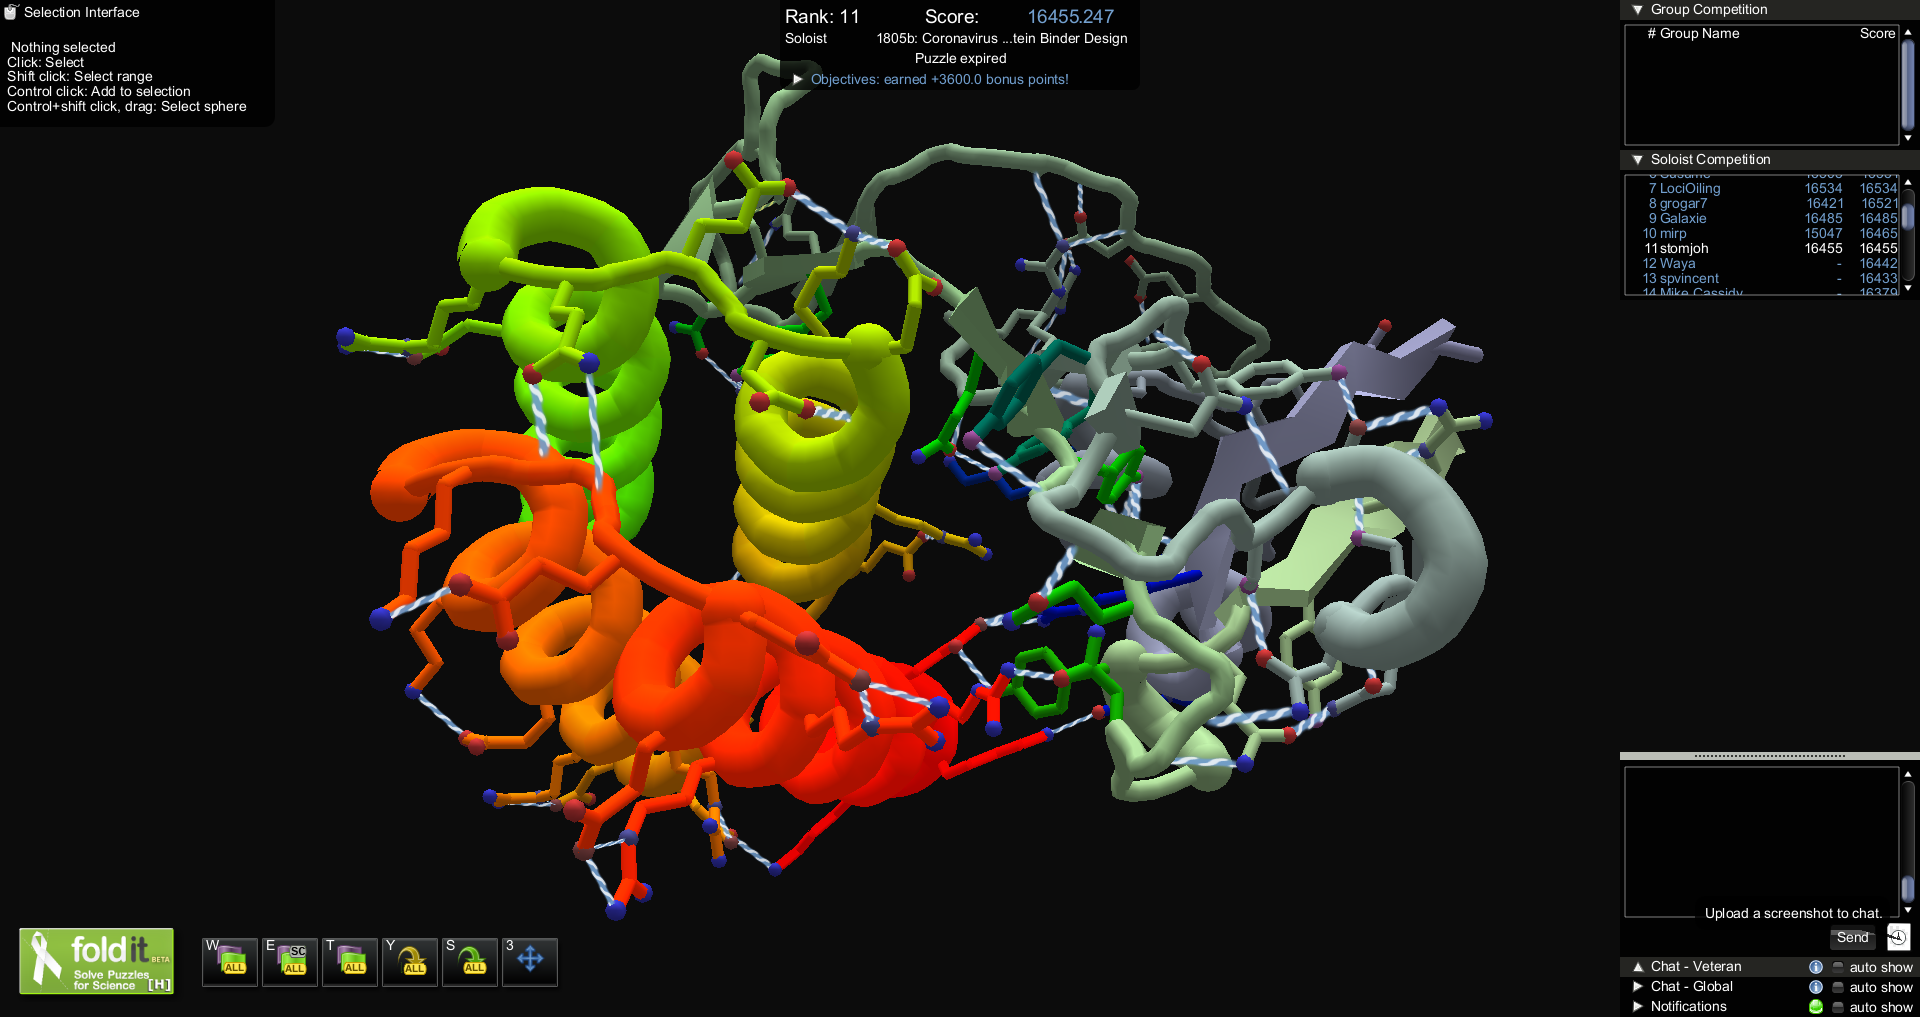 Selection Interface
Nothing selected
Click: Select
Shift click: Select range
Control click: Add to selection
Control+shift click, drag: Select sphere
Rank: 11 Score: 16455.247
Soloist 1805b: Coronavirus ...tein Binder Design
Puzzle expired
Objectives: earned +3600.0 bonus points!
Group Competition
# Group Name Score
Soloist Competition
7 LociOiling 16534 16534
8 grogar7 16421 16521
9 Galaxie 16485 16485
10 mirp 15047 16465
11 stomjoh 16455 16455
12 Waya - 16442
13 spvincent - 16433
14 Mike Cassidy - 16379
Upload a screenshot to chat.
Send
Chat - Veteran auto show
Chat - Global auto show
Notifications auto show
foldit BETA
Solve Puzzles
for Science [H]
W ALL
E SC ALL
T ALL
Y ALL
S ALL
3